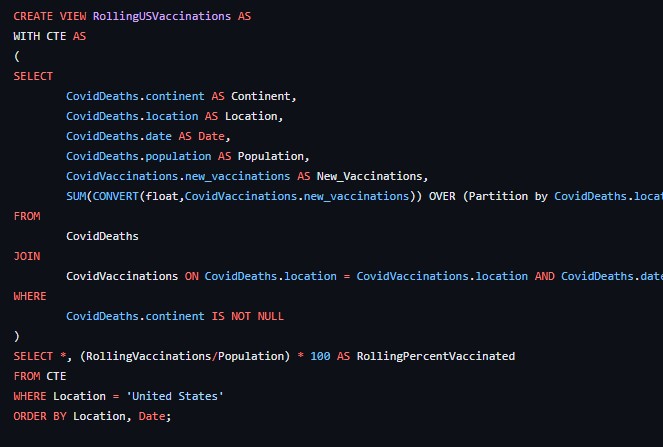 CREATE VIEW RollingUSVaccinations AS
WITH CTE AS
(
SELECT
CovidDeaths.continent AS Continent,
CovidDeaths.location AS Location,
CovidDeaths.date AS Date,
CovidDeaths.population AS Population,
CovidVaccinations.new_vaccinations AS New_Vaccinations,
SUM(CONVERT(float,CovidVaccinations.new_vaccinations)) OVER (Partition by CovidDeaths.locat
FROM
CovidDeaths
JOIN
CovidVaccinations ON CovidDeaths.location = CovidVaccinations.location AND CovidDeaths.date
WHERE
CovidDeaths.continent IS NOT NULL
)
SELECT *, (RollingVaccinations/Population) * 100 AS RollingPercentVaccinated
FROM CTE
WHERE Location = 'United States'
ORDER BY Location, Date;